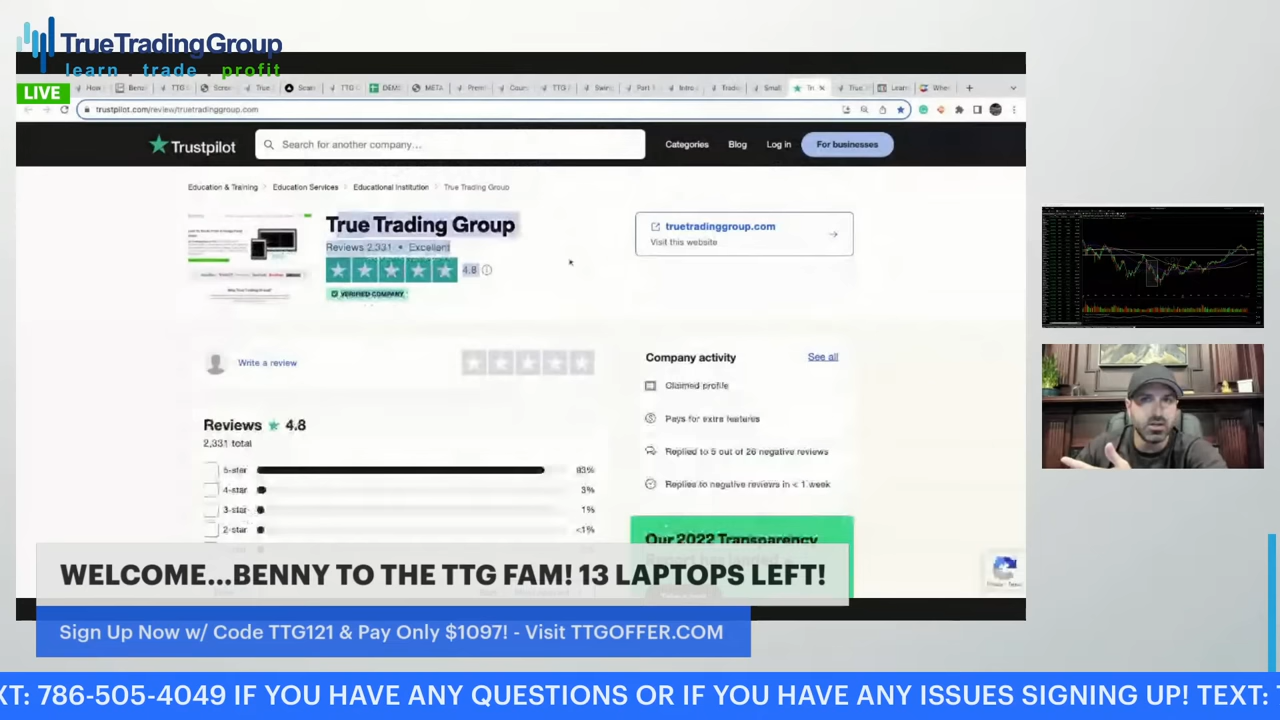 TrueTradingGroup
learn . trade . profit
LIVE
trustpilot.com/review/truetradinggroup.com
Trustpilot
Search for another company...
Categories
Blog
Log in
For businesses
Education & Training > Education Services > Educational Institution > True Trading Group
True Trading Group
Reviews 2,331 • Excellent
4.8
VERIFIED COMPANY
truetradinggroup.com
Visit this website
Write a review
Company activity
See all
Claimed profile
Pays for extra features
Replied to 5 out of 26 negative reviews
Replied to negative reviews in < 1 week
Reviews ★ 4.8
2,331 total
5-star
93%
4-star
3%
3-star
1%
2-star
<1%
Our 2022 Transparency
WELCOME...BENNY TO THE TTG FAM! 13 LAPTOPS LEFT!
Sign Up Now w/ Code TTG121 & Pay Only $1097! - Visit TTGOFFER.COM
XT: 786-505-4049 IF YOU HAVE ANY QUESTIONS OR IF YOU HAVE ANY ISSUES SIGNING UP! TEXT: